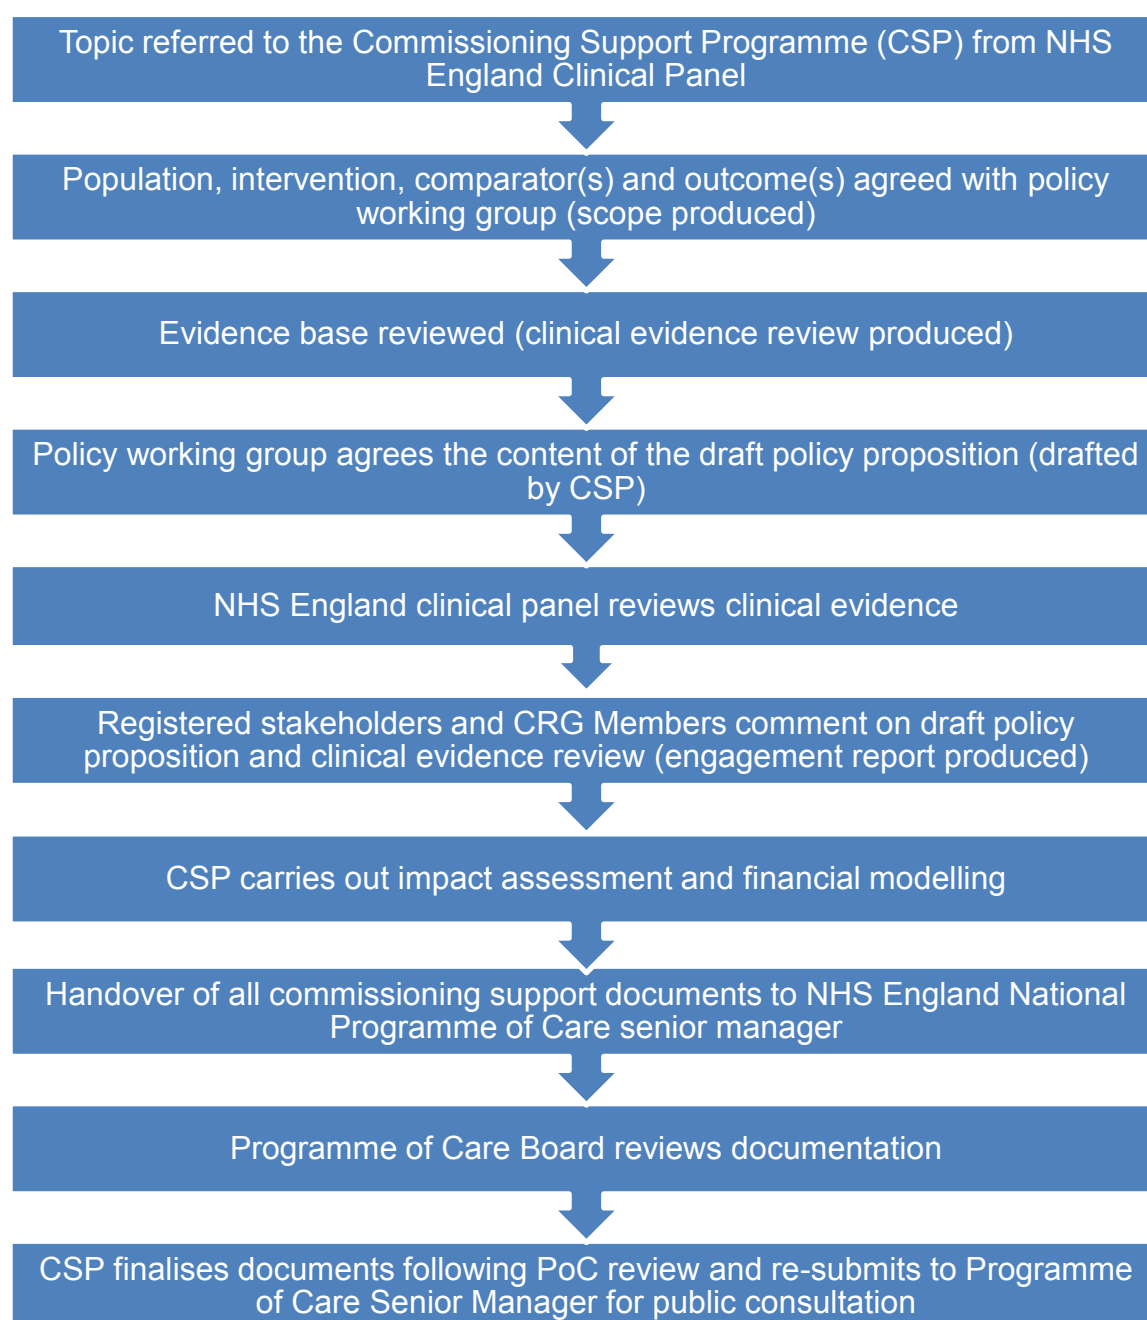 Topic referred to the Commissioning Support Programme (CSP) from NHS
England Clinical Panel
Population, intervention, comparator(s) and outcome(s) agreed with policy
working group (scope produced)
Evidence base reviewed (clinical evidence review produced)
Policy working group agrees the content of the draft policy proposition (drafted
by CSP)
NHS England clinical panel reviews clinical evidence
Registered stakeholders and CRG Members comment on draft policy
proposition and clinical evidence review (engagement report produced)
CSP carries out impact assessment and financial modelling
Handover of all commissioning support documents to NHS England National
Programme of Care senior manager
Programme of Care Board reviews documentation
CSP finalises documents following PoC review and re-submits to Programme
of Care Senior Manager for public consultation